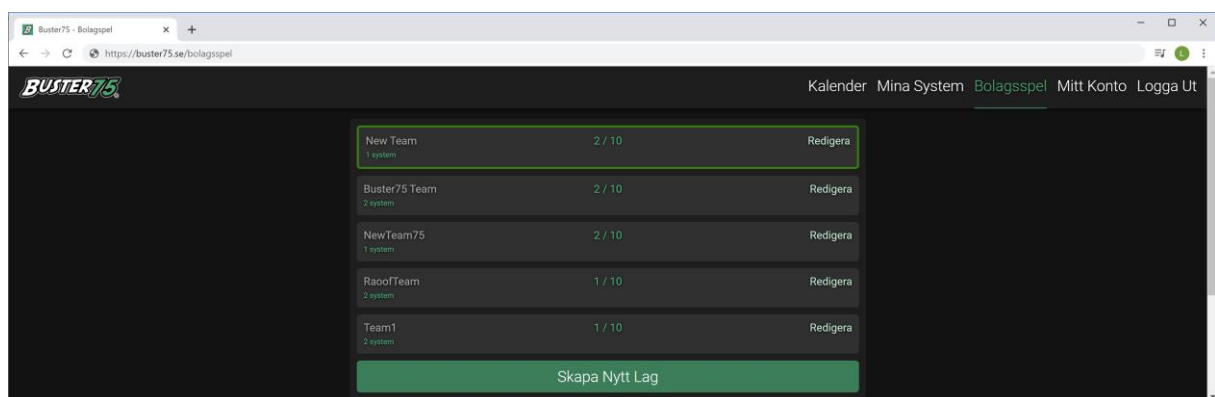 Buster75 - Bolagspel
https://buster75.se/bolagsspel
BUSTER75
Kalender Mina System Bolagsspel Mitt Konto Logga Ut
New Team 2 / 10 Redigera
1 system
Buster75 Team 2 / 10 Redigera
2 system
NewTeam75 2 / 10 Redigera
1 system
RaoofTeam 1 / 10 Redigera
2 system
Team1 1 / 10 Redigera
2 system
Skapa Nytt Lag
L